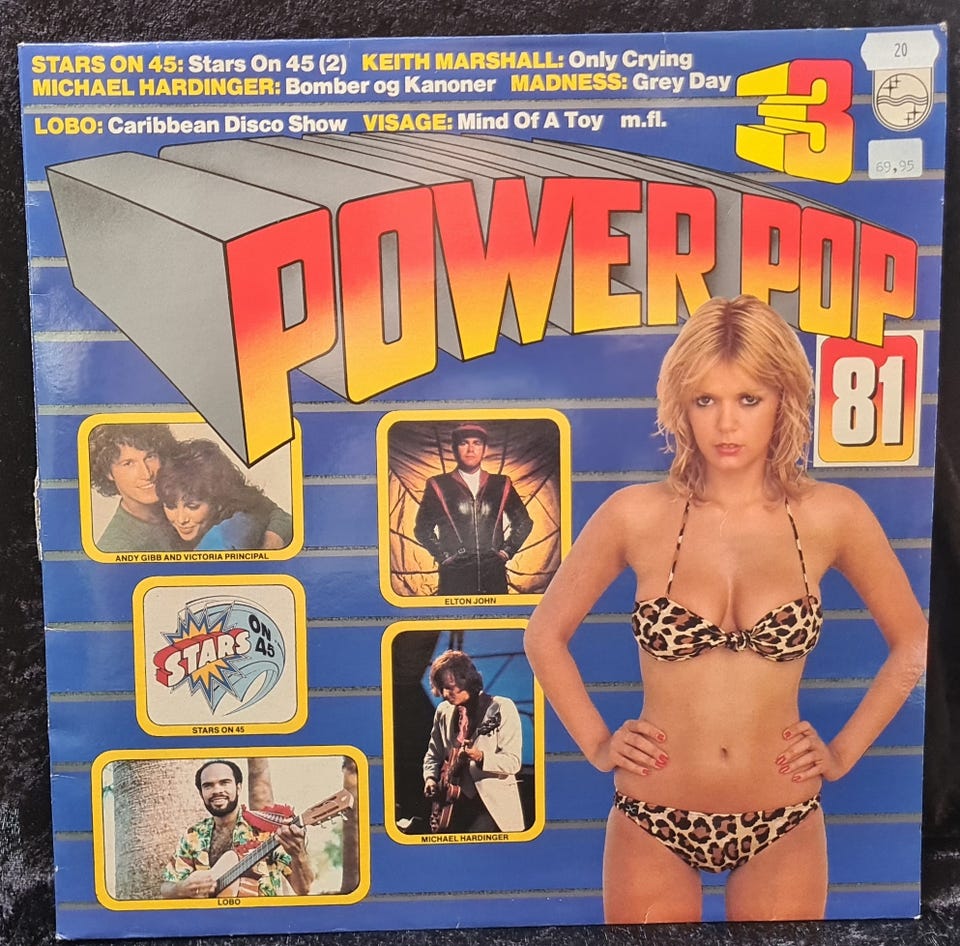 STARS ON 45: Stars On 45 (2) KEITH MARSHALL: Only Crying
MICHAEL HARDINGER: Bomber og Kanoner MADNESS: Grey Day
LOBO: Caribbean Disco Show VISAGE: Mind Of A Toy m.fl.
3
20
69,95
POWER POP
81
ANDY GIBB AND VICTORIA PRINCIPAL
ELTON JOHN
STARS ON 45
STARS ON 45
MICHAEL HARDINGER
LOBO